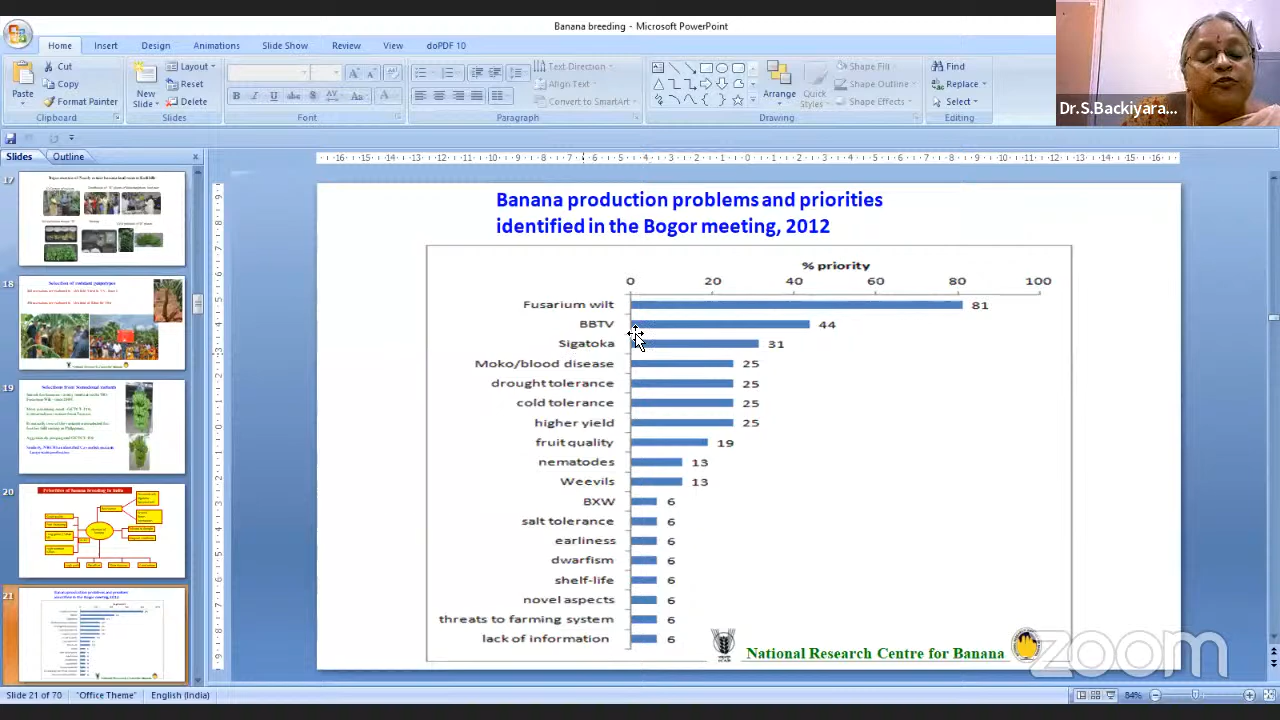 Banana breeding - Microsoft PowerPoint
Home Insert Design Animations Slide Show Review View doPDF 10
Paste
Cut
Copy
Format Painter
Clipboard
New Slide
Layout
Reset
Delete
Slides
Font
Paragraph
Text Direction
Align Text
Convert to SmartArt
Arrange
Quick Styles
Shape Fill
Shape Outline
Shape Effects
Drawing
Find
Replace
Select
Editing
Dr.S.Backiyara...
Slides Outline
17
18
19
20
21
Banana production problems and priorities
identified in the Bogor meeting, 2012
% priority
0 20 40 60 80 100
Fusarium wilt 81
BBTV 44
Sigatoka 31
Moko/blood disease 25
drought tolerance 25
cold tolerance 25
higher yield 25
fruit quality 19
nematodes 13
Weevils 13
BXW 6
salt tolerance 6
earliness 6
dwarfism 6
shelf-life 6
novel aspects 6
threats to farming system 6
lack of information 6
National Research Centre for Banana
zoom
Slide 21 of 70 "Office Theme" English (India) 84%